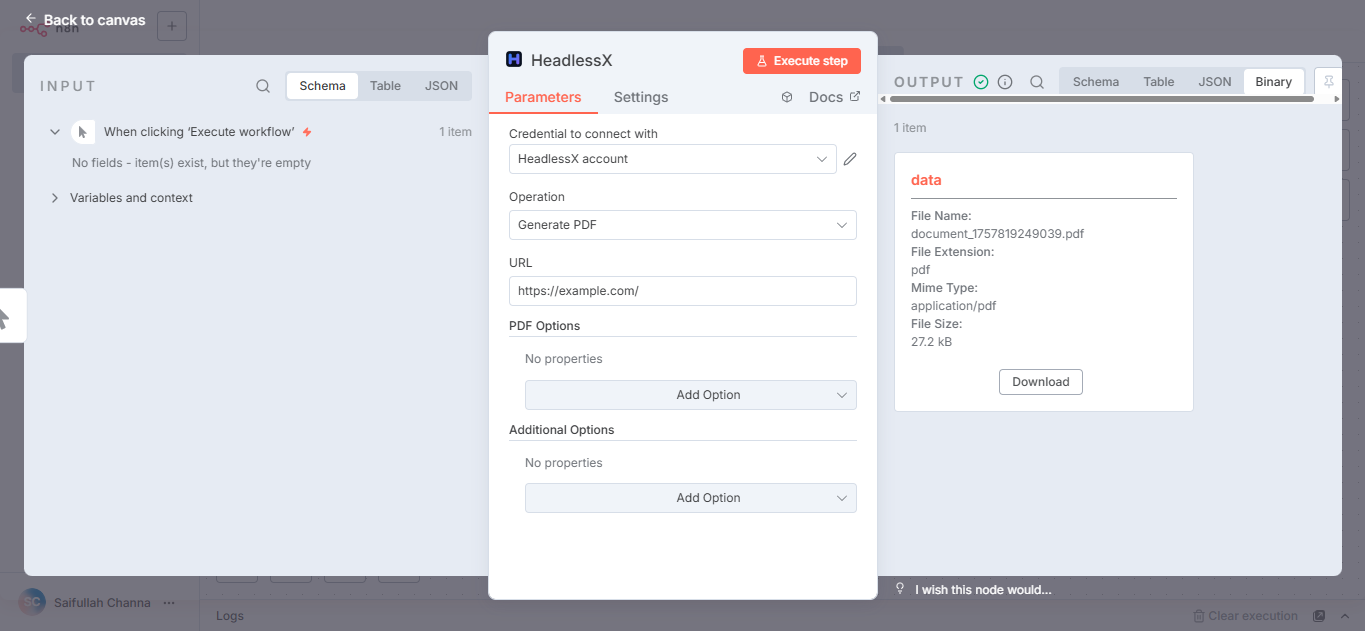 Back to canvas
n8n
INPUT
Schema
Table
JSON
When clicking ‘Execute workflow’
1 item
No fields - item(s) exist, but they're empty
Variables and context
HeadlessX
Execute step
Parameters
Settings
Docs
Credential to connect with
HeadlessX account
Operation
Generate PDF
URL
https://example.com/
PDF Options
No properties
Add Option
Additional Options
No properties
Add Option
OUTPUT
Schema
Table
JSON
Binary
1 item
data
File Name:
document_1757819249039.pdf
File Extension:
pdf
Mime Type:
application/pdf
File Size:
27.2 kB
Download
I wish this node would...
SC
Saifullah Channa
Logs
Clear execution